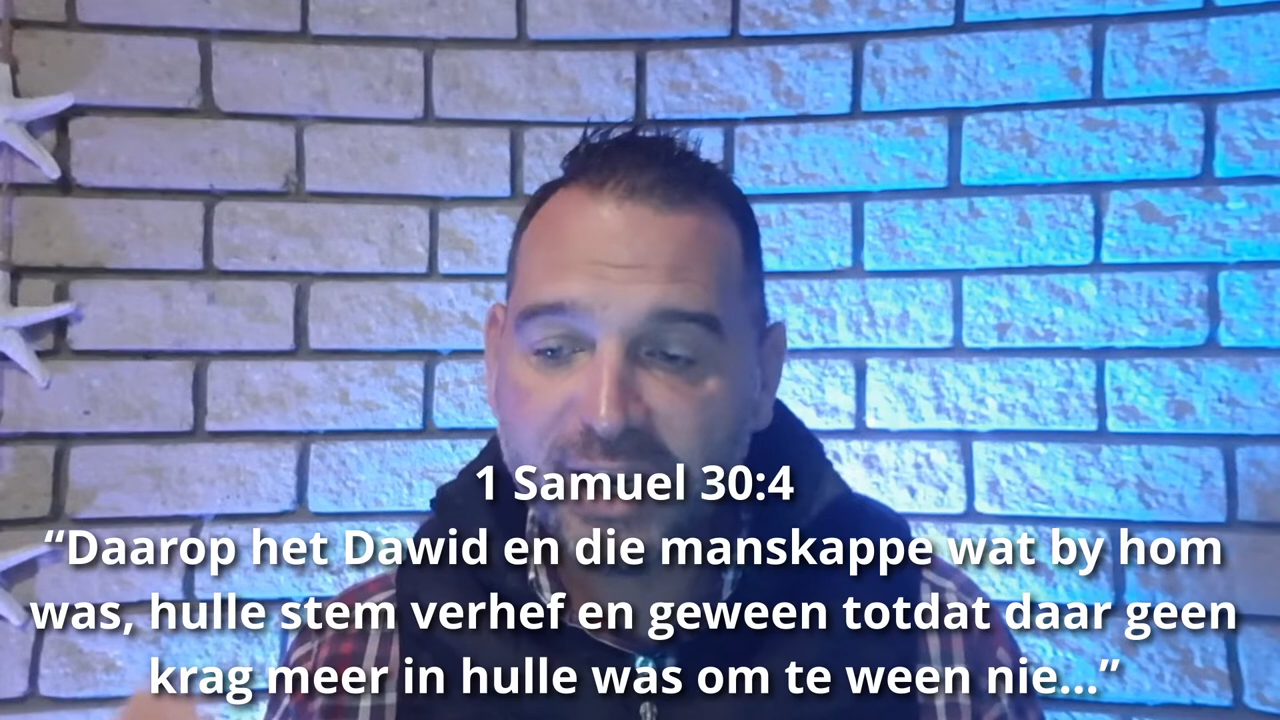 1 Samuel 30:4
“Daarop het Dawid en die manskappe wat by hom
was, hulle stem verhef en geween totdat daar geen
krag meer in hulle was om te ween nie...”